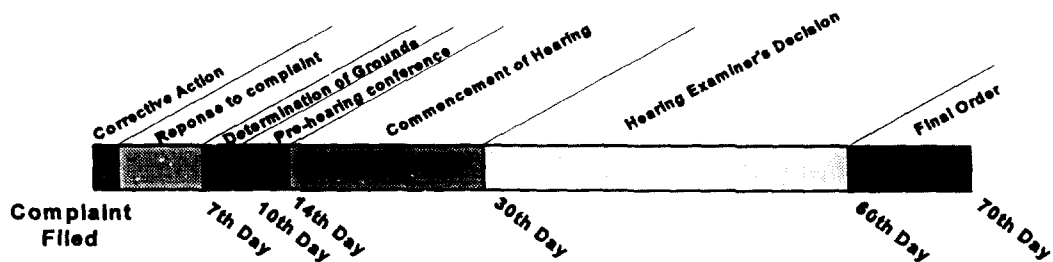 Corrective Action
Reponse to complaint
Determination of Grounds
Pre-hearing conference
Commencement of Hearing
Hearing Examiner's Decision
Final Order
Complaint
Filed
7th Day
10th Day
14th Day
30th Day
60th Day
70th Day